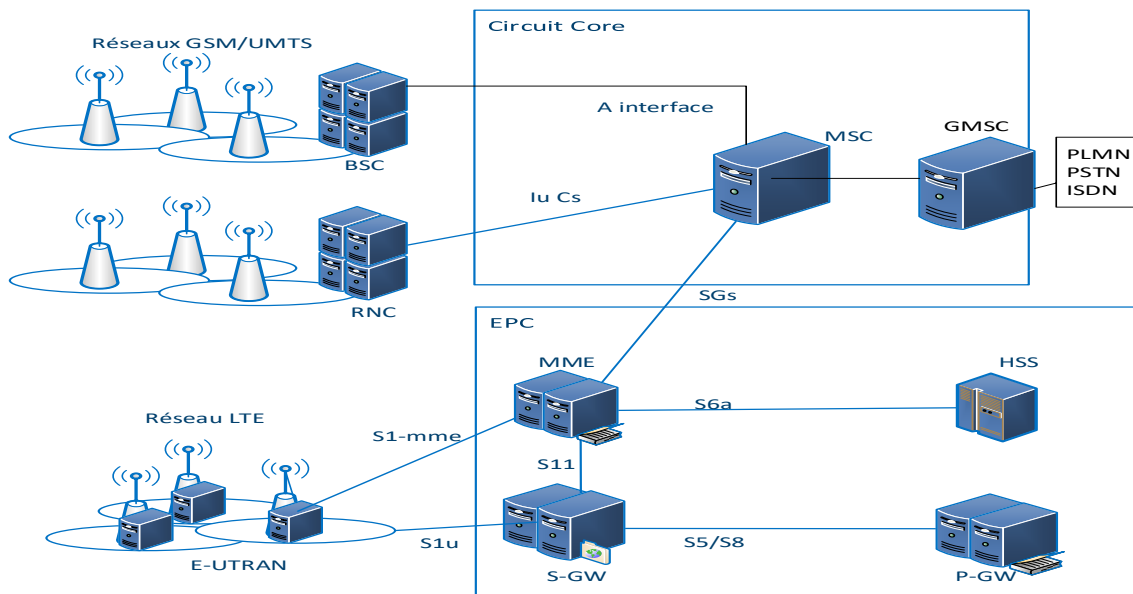 Réseaux GSM/UMTS
Circuit Core
A interface
BSC
MSC
GMSC
PLMN
PSTN
ISDN
Iu Cs
RNC
SGs
EPC
MME
HSS
S6a
Réseau LTE
S1-mme
S11
S1u
S5/S8
E-UTRAN
S-GW
P-GW